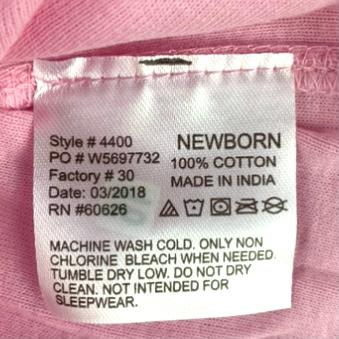 Style # 4400
PO # W5697732
Factory # 30
Date: 03/2018
RN #60626
NEWBORN
100% COTTON
MADE IN INDIA
MACHINE WASH COLD. ONLY NON
CHLORINE BLEACH WHEN NEEDED.
TUMBLE DRY LOW. DO NOT DRY
CLEAN. NOT INTENDED FOR
SLEEPWEAR.